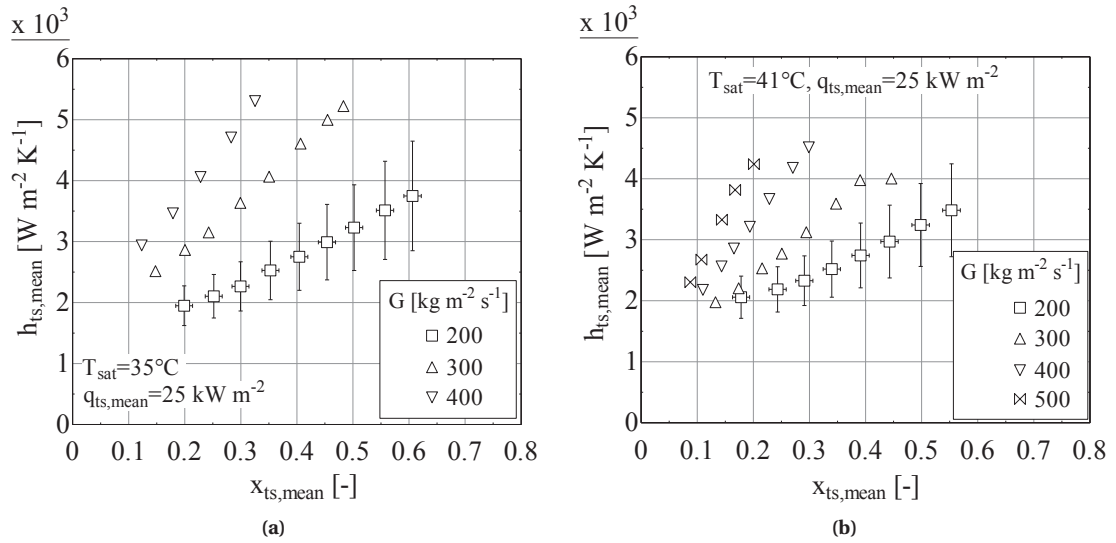 x 10³
6
5
4
3
2
1
0
h_ts,mean [W m⁻² K⁻¹]
T_sat=35°C
q_ts,mean=25 kW m⁻²
G [kg m⁻² s⁻¹]
200
300
400
0 0.1 0.2 0.3 0.4 0.5 0.6 0.7 0.8
x_ts,mean [-]
(a)
x 10³
6
5
4
3
2
1
0
h_ts,mean [W m⁻² K⁻¹]
T_sat=41°C, q_ts,mean=25 kW m⁻²
G [kg m⁻² s⁻¹]
200
300
400
500
0 0.1 0.2 0.3 0.4 0.5 0.6 0.7 0.8
x_ts,mean [-]
(b)